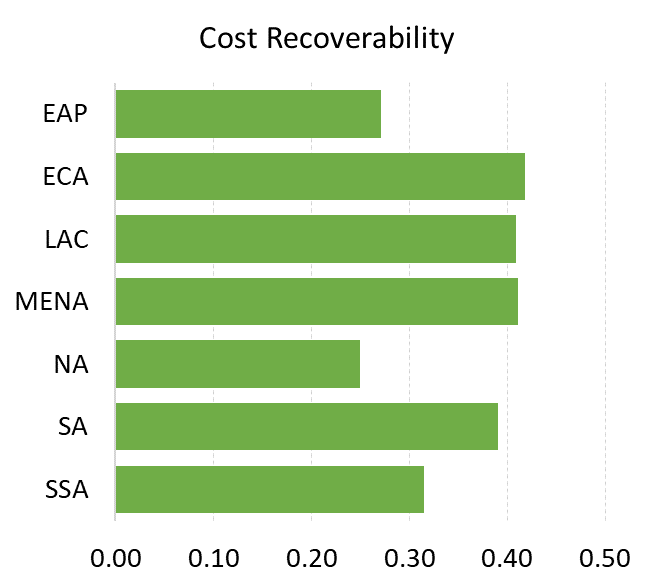 Cost Recoverability
EAP
ECA
LAC
MENA
NA
SA
SSA
0.00 0.10 0.20 0.30 0.40 0.50